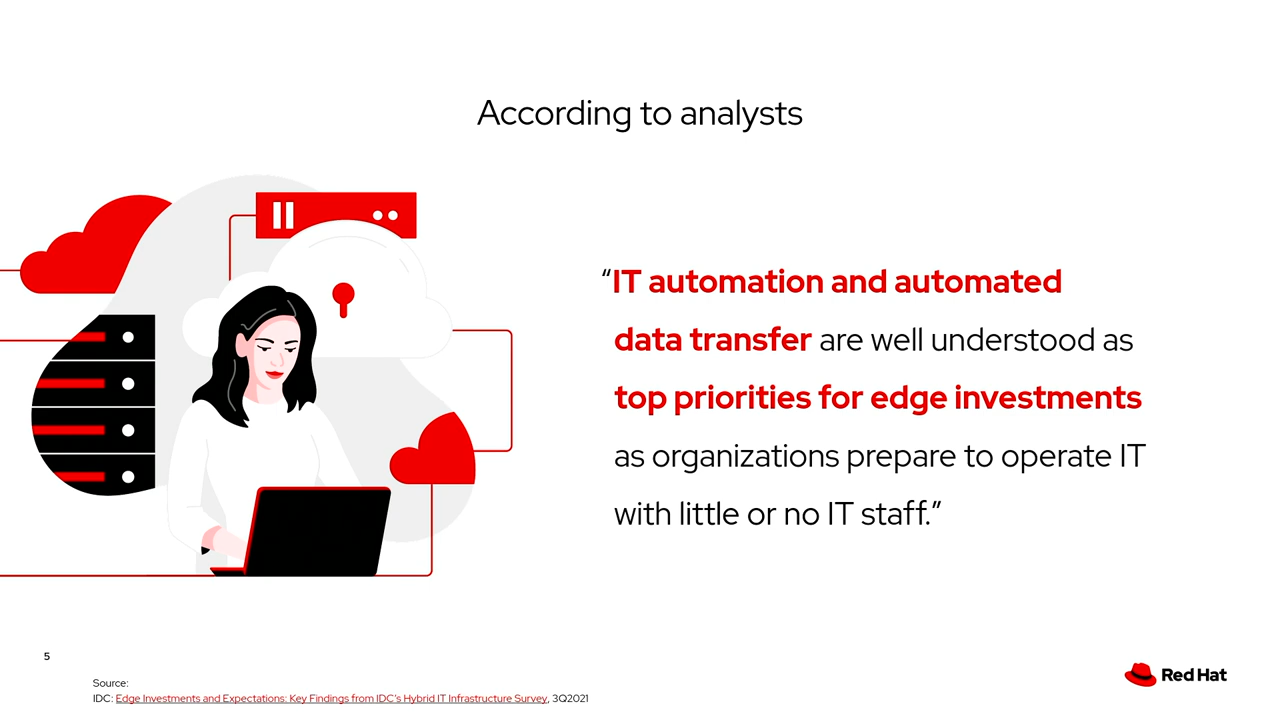 According to analysts
“IT automation and automated
data transfer are well understood as
top priorities for edge investments
as organizations prepare to operate IT
with little or no IT staff.”
5
Source:
IDC: Edge Investments and Expectations: Key Findings from IDC’s Hybrid IT Infrastructure Survey, 3Q2021
Red Hat